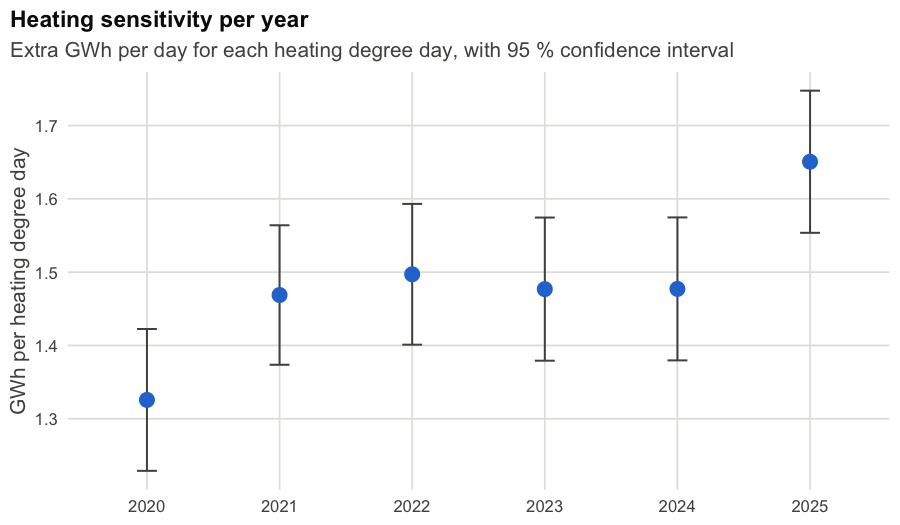 Heating sensitivity per year
Extra GWh per day for each heating degree day, with 95 % confidence interval
GWh per heating degree day
1.7
1.6
1.5
1.4
1.3
2020 2021 2022 2023 2024 2025